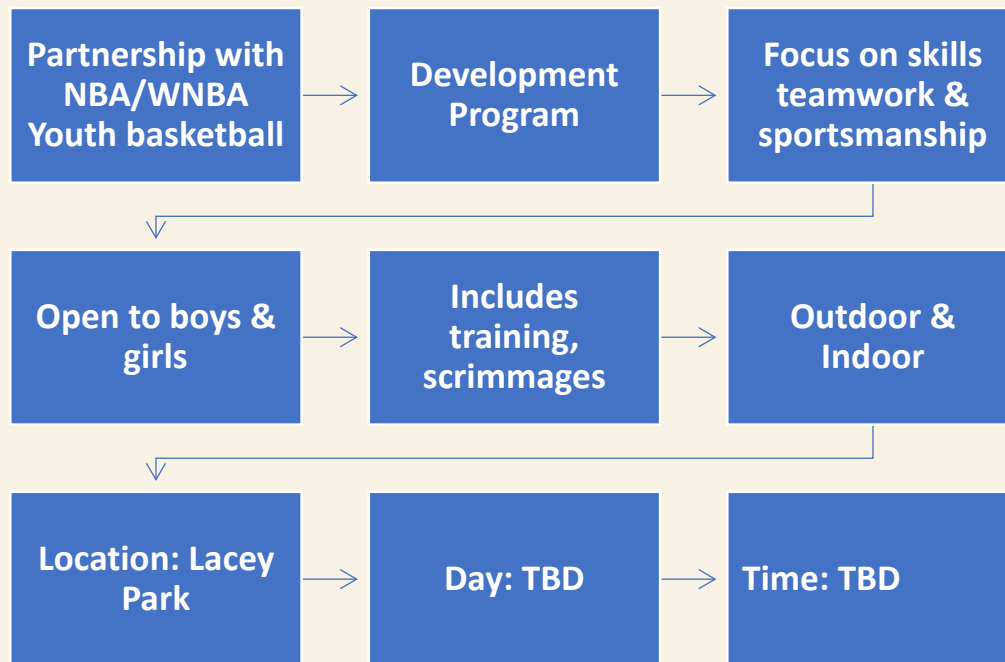 Partnership with
NBA/WNBA
Youth basketball
Development
Program
Focus on skills
teamwork &
sportsmanship
Open to boys &
girls
Includes
training,
scrimmages
Outdoor &
Indoor
Location: Lacey
Park
Day: TBD
Time: TBD